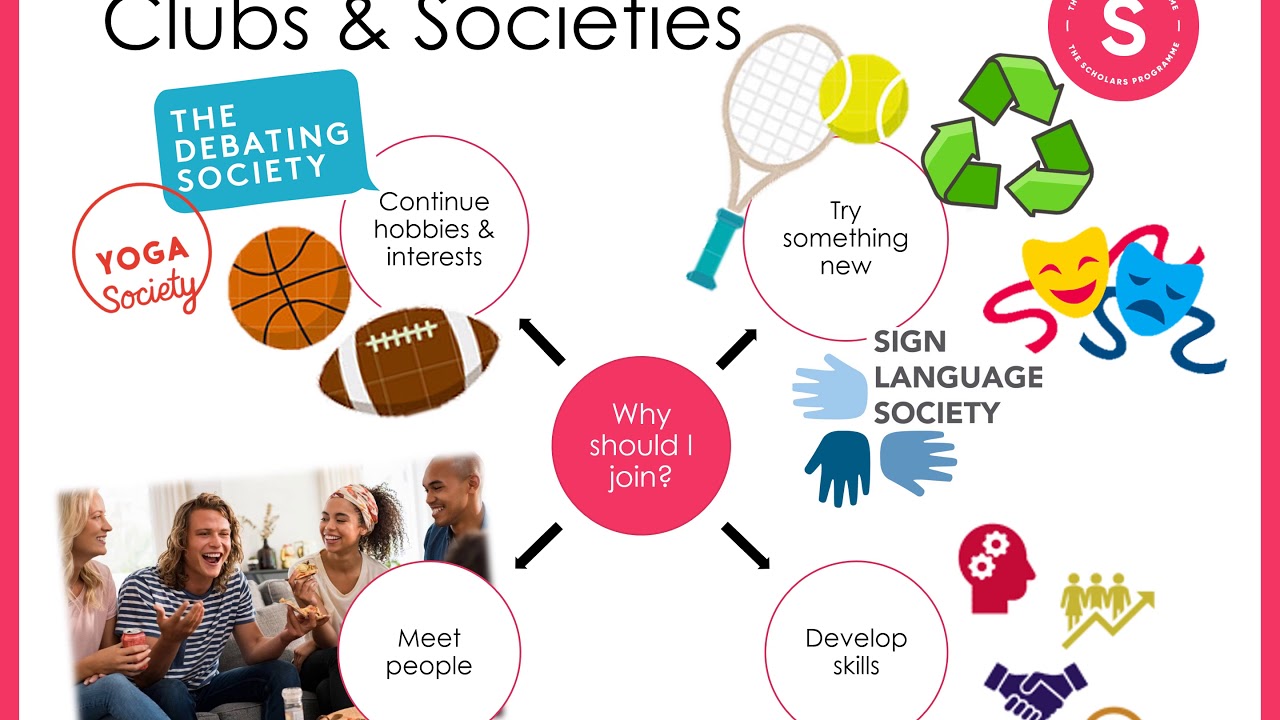 Clubs & Societies
S
THE SCHOLARS PROGRAMME
THE
DEBATING
SOCIETY
YOGA
Society
Continue
hobbies &
interests
Try
something
new
SIGN
LANGUAGE
SOCIETY
Why
should I
join?
Meet
people
Develop
skills